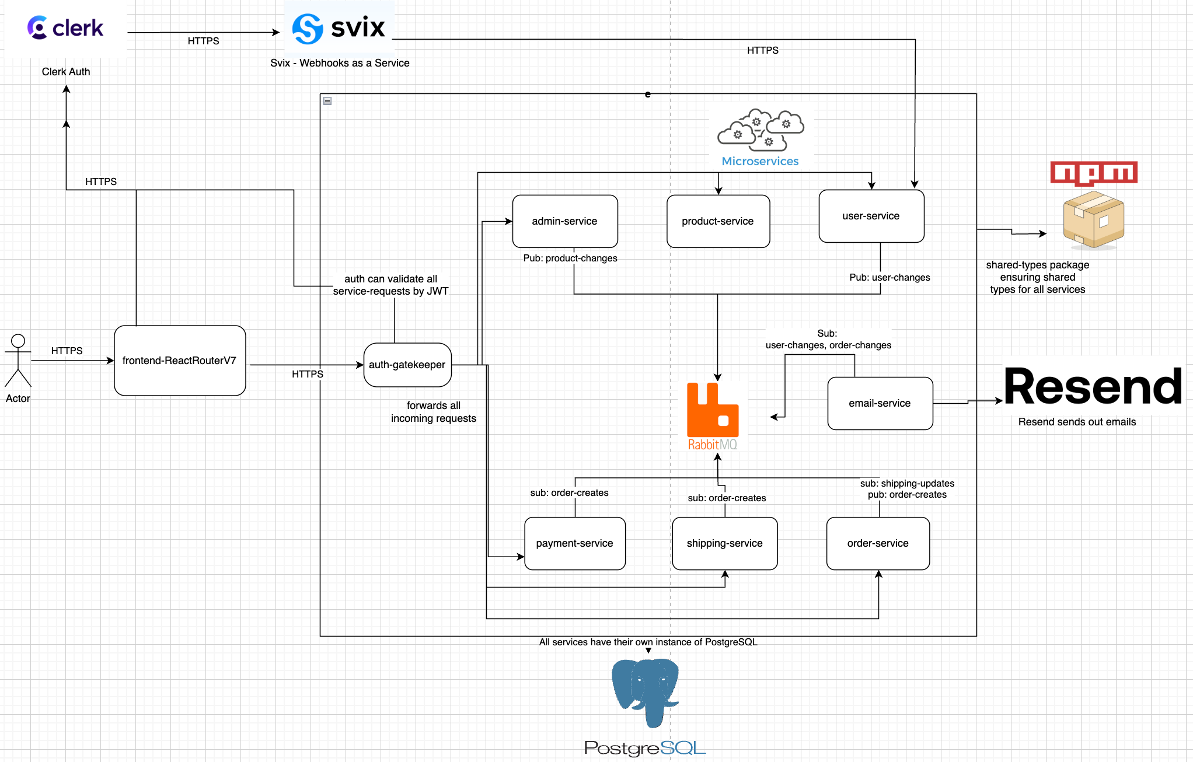 clerk
svix
HTTPS
HTTPS
Svix - Webhooks as a Service
Clerk Auth
e
Microservices
npm
HTTPS
admin-service
product-service
user-service
Pub: product-changes
Pub: user-changes
shared-types package
ensuring shared
types for all services
auth can validate all
service-requests by JWT
Sub:
user-changes, order-changes
HTTPS
frontend-ReactRouterV7
HTTPS
auth-gatekeeper
Actor
forwards all
incoming requests
email-service
Resend
Resend sends out emails
RabbitMQ
sub: order-creates
sub: order-creates
sub: shipping-updates
pub: order-creates
payment-service
shipping-service
order-service
All services have their own instance of PostgreSQL
PostgreSQL